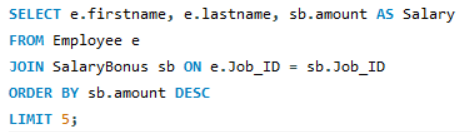 SELECT e.firstname, e.lastname, sb.amount AS Salary
FROM Employee e
JOIN SalaryBonus sb ON e.Job_ID = sb.Job_ID
ORDER BY sb.amount DESC
LIMIT 5;